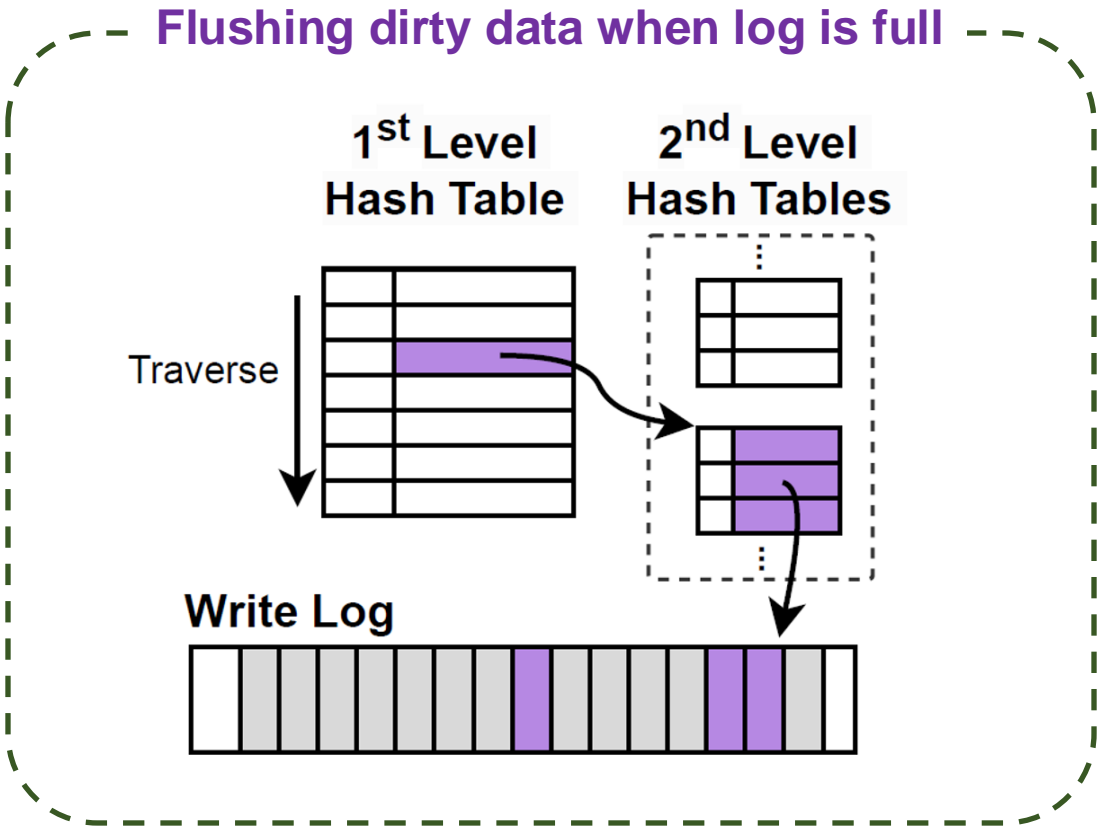 Flushing dirty data when log is full
1st Level
Hash Table
2nd Level
Hash Tables
Traverse
Write Log